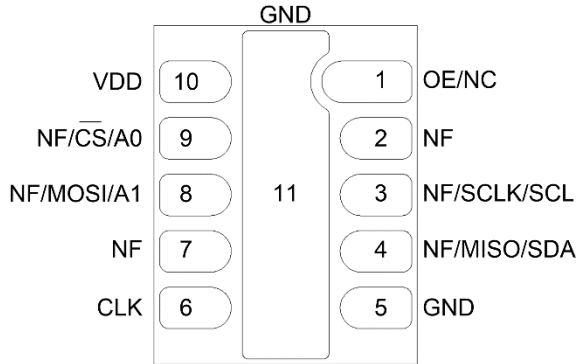 GND
VDD 10 1 OE/NC
NF/C̅S̅/A0 9 2 NF
NF/MOSI/A1 8 11 3 NF/SCLK/SCL
NF 7 4 NF/MISO/SDA
CLK 6 5 GND